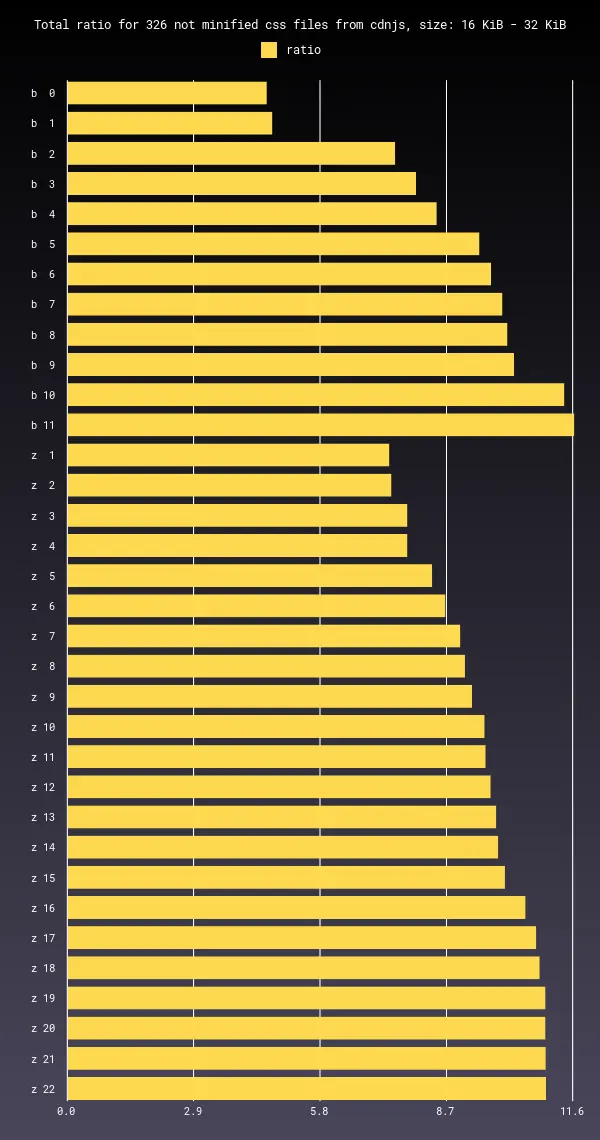 Total ratio for 326 not minified css files from cdnjs, size: 16 KiB - 32 KiB
ratio
b 0
b 1
b 2
b 3
b 4
b 5
b 6
b 7
b 8
b 9
b 10
b 11
z 1
z 2
z 3
z 4
z 5
z 6
z 7
z 8
z 9
z 10
z 11
z 12
z 13
z 14
z 15
z 16
z 17
z 18
z 19
z 20
z 21
z 22
0.0 2.9 5.8 8.7 11.6